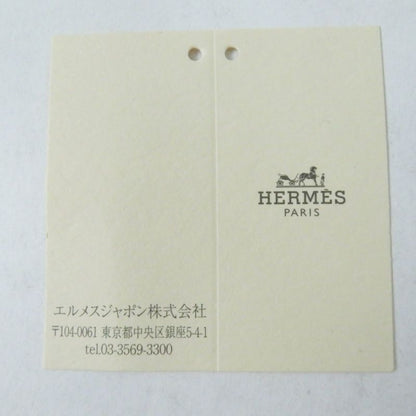 HERMÈS
PARIS
エルメスジャポン株式会社
〒104-0061 東京都中央区銀座5-4-1
tel.03-3569-3300